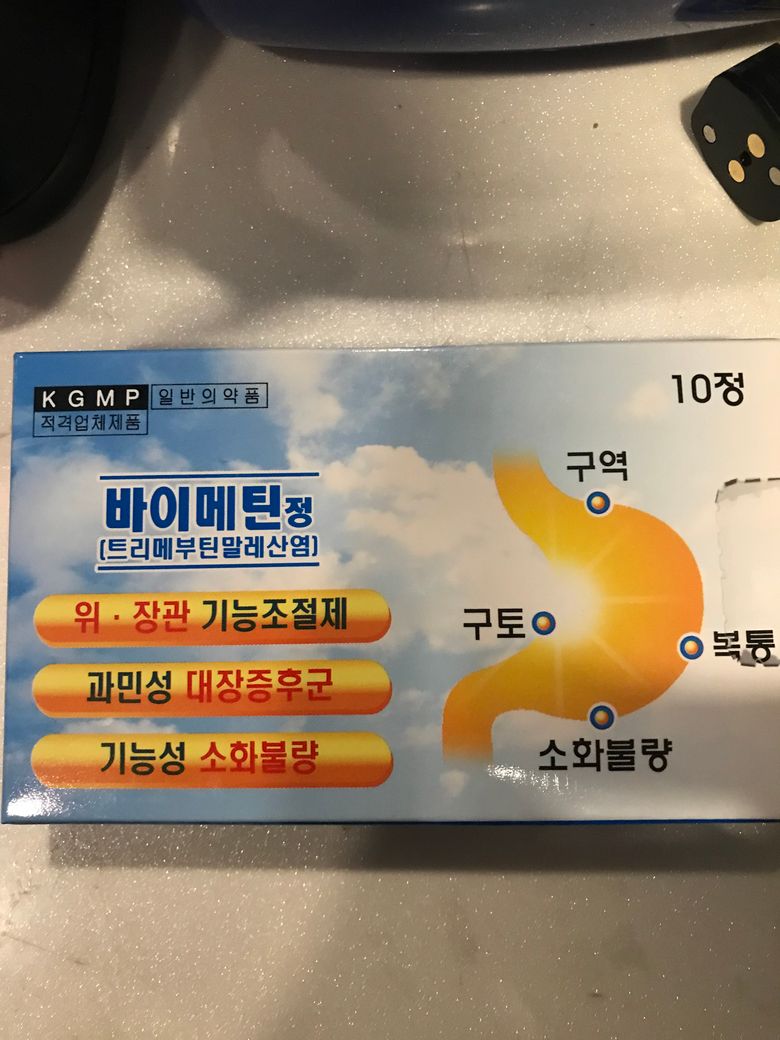 KGMP 일반의약품
적격업체제품
10정
바이메틴정
(트리메부틴말레산염)
위·장관 기능조절제
과민성 대장증후군
기능성 소화불량
구역
구토
복통
소화불량